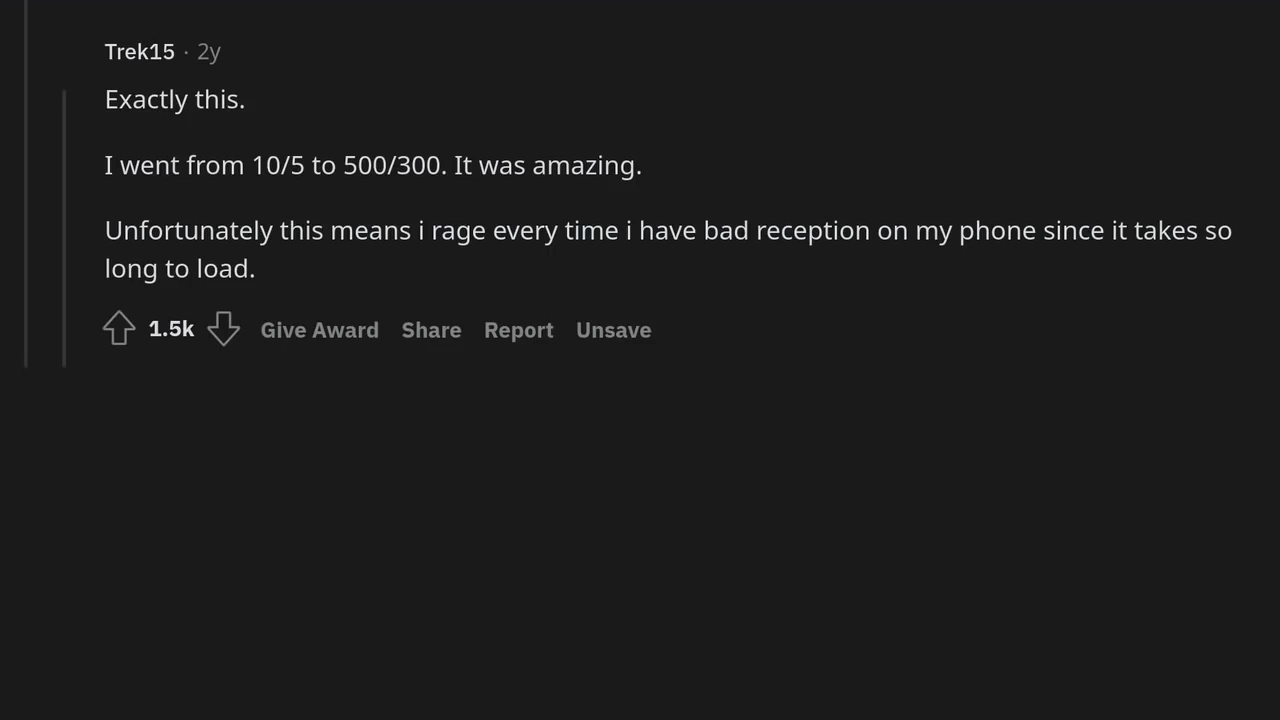 Trek15 · 2y
Exactly this.
I went from 10/5 to 500/300. It was amazing.
Unfortunately this means i rage every time i have bad reception on my phone since it takes so
long to load.
1.5k Give Award Share Report Unsave